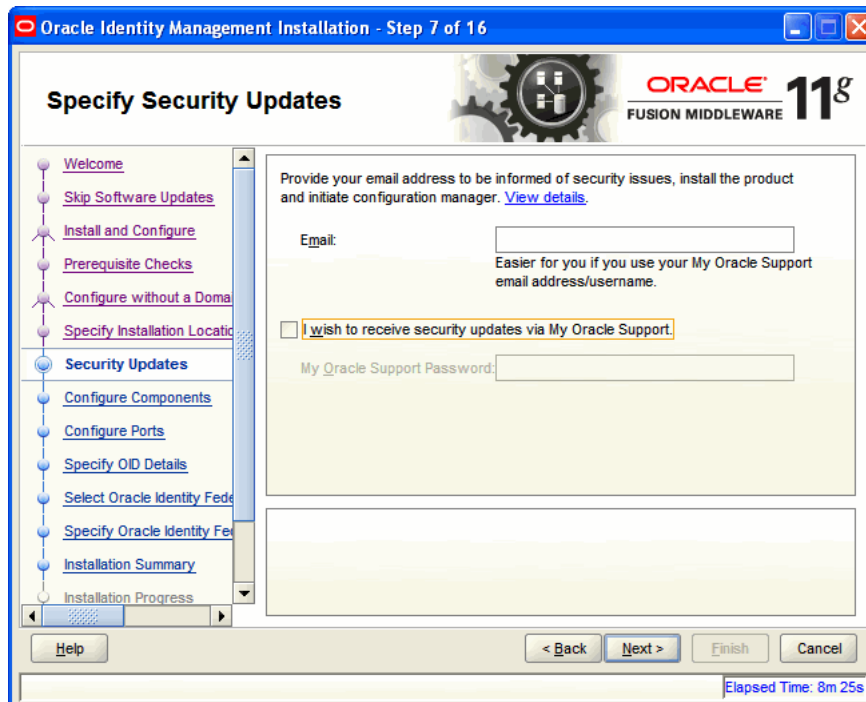 Oracle Identity Management Installation - Step 7 of 16
Specify Security Updates
ORACLE
FUSION MIDDLEWARE
11g
Welcome
Skip Software Updates
Install and Configure
Prerequisite Checks
Configure without a Domai
Specify Installation Locatic
Security Updates
Configure Components
Configure Ports
Specify OID Details
Select Oracle Identity Fede
Specify Oracle Identity Fed
Installation Summary
Installation Progress
Provide your email address to be informed of security issues, install the product
and initiate configuration manager. View details.
Email:
Easier for you if you use your My Oracle Support
email address/username.
I wish to receive security updates via My Oracle Support.
My Oracle Support Password:
Help
< Back
Next >
Finish
Cancel
Elapsed Time: 8m 25s